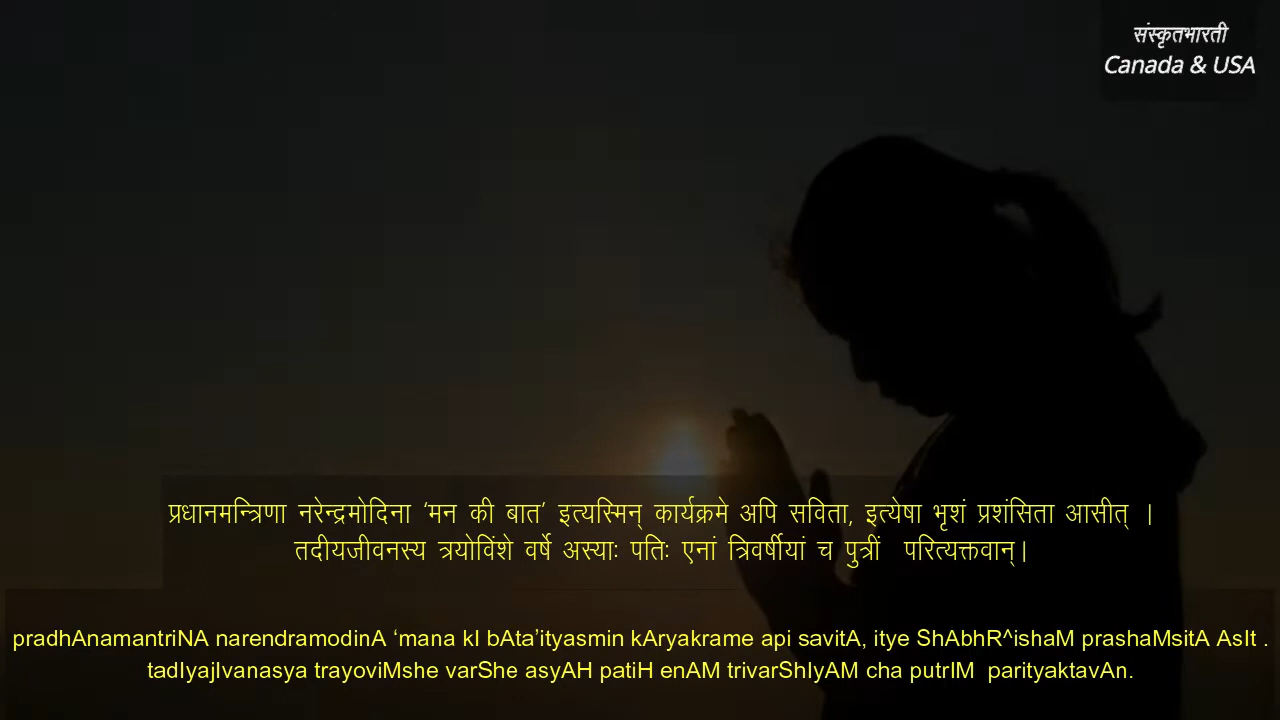 संस्कृतभारती
Canada & USA
प्रधानमन्त्रिणा नरेन्द्रमोदिना ‘मन की बात’ इत्यस्मिन् कार्यक्रमे अपि सविता, इत्येषा भृशं प्रशंसिता आसीत् ।
तदीयजीवनस्य त्रयोविंशे वर्षे अस्याः पतिः एनां त्रिवर्षीयां च पुत्रीं परित्यक्तवान्।
pradhAnamantriNA narendramodinA ‘mana kI bAta’ityasmin kAryakrame api savitA, itye ShAbhR^ishaM prashaMsitA AsIt .
tadIyajIvanasya trayoviMshe varShe asyAH patiH enAM trivarShIyAM cha putrIM parityaktavAn.